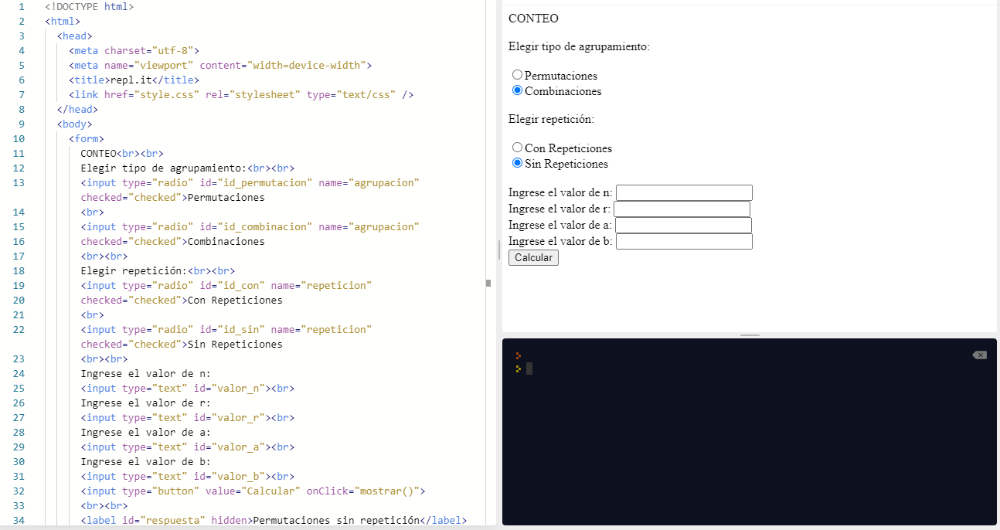 1 <!DOCTYPE html>
2 <html>
3 <head>
4 <meta charset="utf-8">
5 <meta name="viewport" content="width=device-width">
6 <title>repl.it</title>
7 <link href="style.css" rel="stylesheet" type="text/css" />
8 </head>
9 <body>
10 <form>
11 CONTEO<br><br>
12 Elegir tipo de agrupamiento:<br><br>
13 <input type="radio" id="id_permutacion" name="agrupacion"
checked="checked">Permutaciones
14 <br>
15 <input type="radio" id="id_combinacion" name="agrupacion"
16 checked="checked">Combinaciones
17 <br><br>
18 Elegir repetición:<br><br>
19 <input type="radio" id="id_con" name="repeticion"
20 checked="checked">Con Repeticiones
21 <br>
22 <input type="radio" id="id_sin" name="repeticion"
checked="checked">Sin Repeticiones
23 <br><br>
24 Ingrese el valor de n:
25 <input type="text" id="valor_n"><br>
26 Ingrese el valor de r:
27 <input type="text" id="valor_r"><br>
28 Ingrese el valor de a:
29 <input type="text" id="valor_a"><br>
30 Ingrese el valor de b:
31 <input type="text" id="valor_b"><br>
32 <input type="button" value="Calcular" onClick="mostrar()">
33 <br><br>
34 <label id="respuesta" hidden>Permutaciones sin repetición</label>
CONTEO
Elegir tipo de agrupamiento:
Permutaciones
Combinaciones
Elegir repetición:
Con Repeticiones
Sin Repeticiones
Ingrese el valor de n:
Ingrese el valor de r:
Ingrese el valor de a:
Ingrese el valor de b:
Calcular